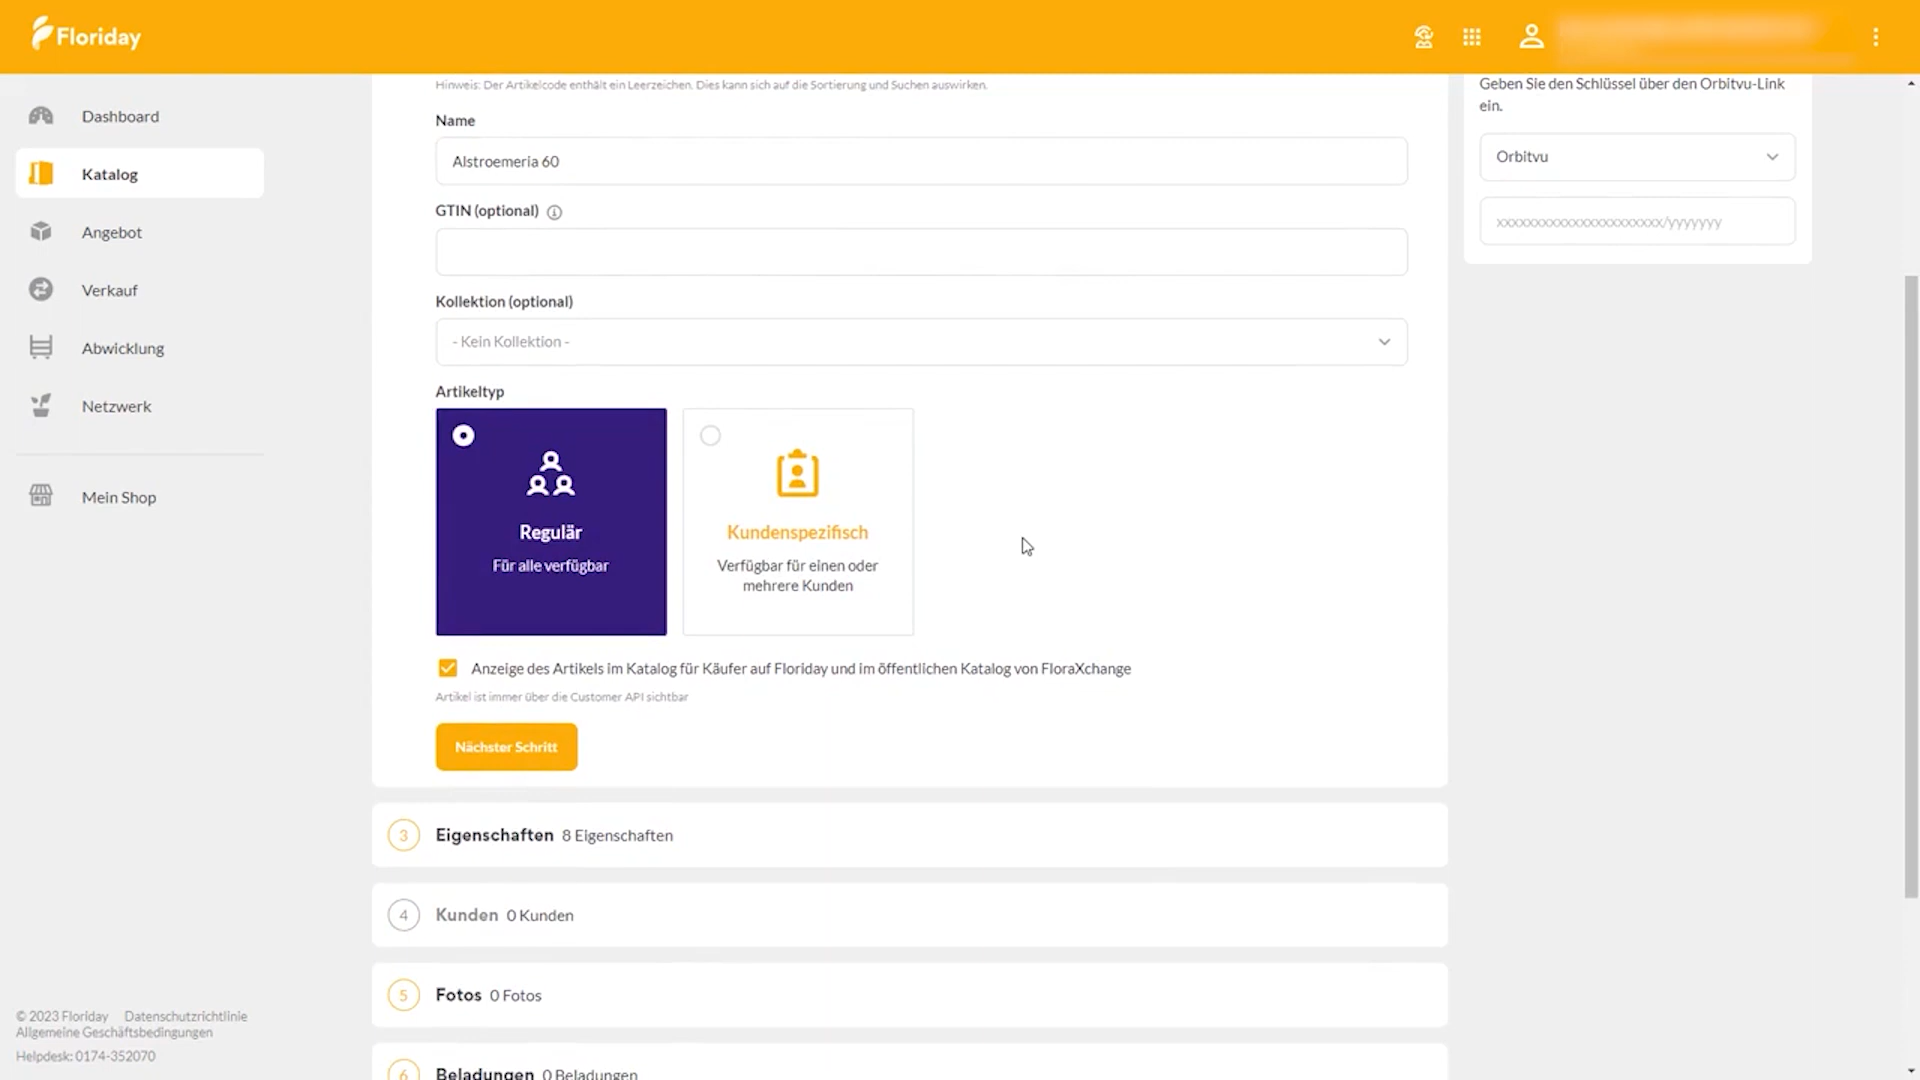 Floriday
Dashboard
Katalog
Angebot
Verkauf
Abwicklung
Netzwerk
Mein Shop
© 2023 Floriday Datenschutzrichtlinie
Allgemeine Geschäftsbedingungen
Helpdesk: 0174-352070
Hinweis: Der Artikelcode enthält ein Leerzeichen. Dies kann sich auf die Sortierung und Suchen auswirken.
Name
Alstroemeria 60
GTIN (optional)
Kollektion (optional)
- Kein Kollektion -
Artikeltyp
Regulär
Für alle verfügbar
Kundenspezifisch
Verfügbar für einen oder
mehrere Kunden
Anzeige des Artikels im Katalog für Käufer auf Floriday und im öffentlichen Katalog von FloraXchange
Artikel ist immer über die Customer API sichtbar
Nächster Schritt
3 Eigenschaften 8 Eigenschaften
4 Kunden 0 Kunden
5 Fotos 0 Fotos
6 Beladungen 0 Beladungen
Geben Sie den Schlüssel über den Orbitvu-Link
ein.
Orbitvu
xxxxxxxxxxxxxxxxxxxxxx/yyyyyyy